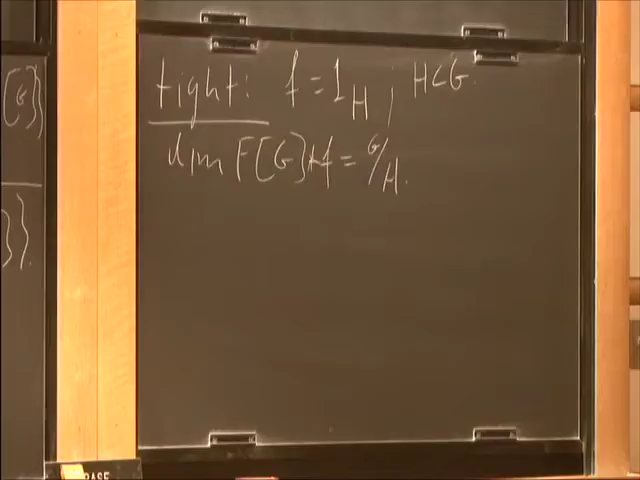 [G]}
}}.
tight: f = 1_H ; H < G.
dim F[G]*f = G/H.